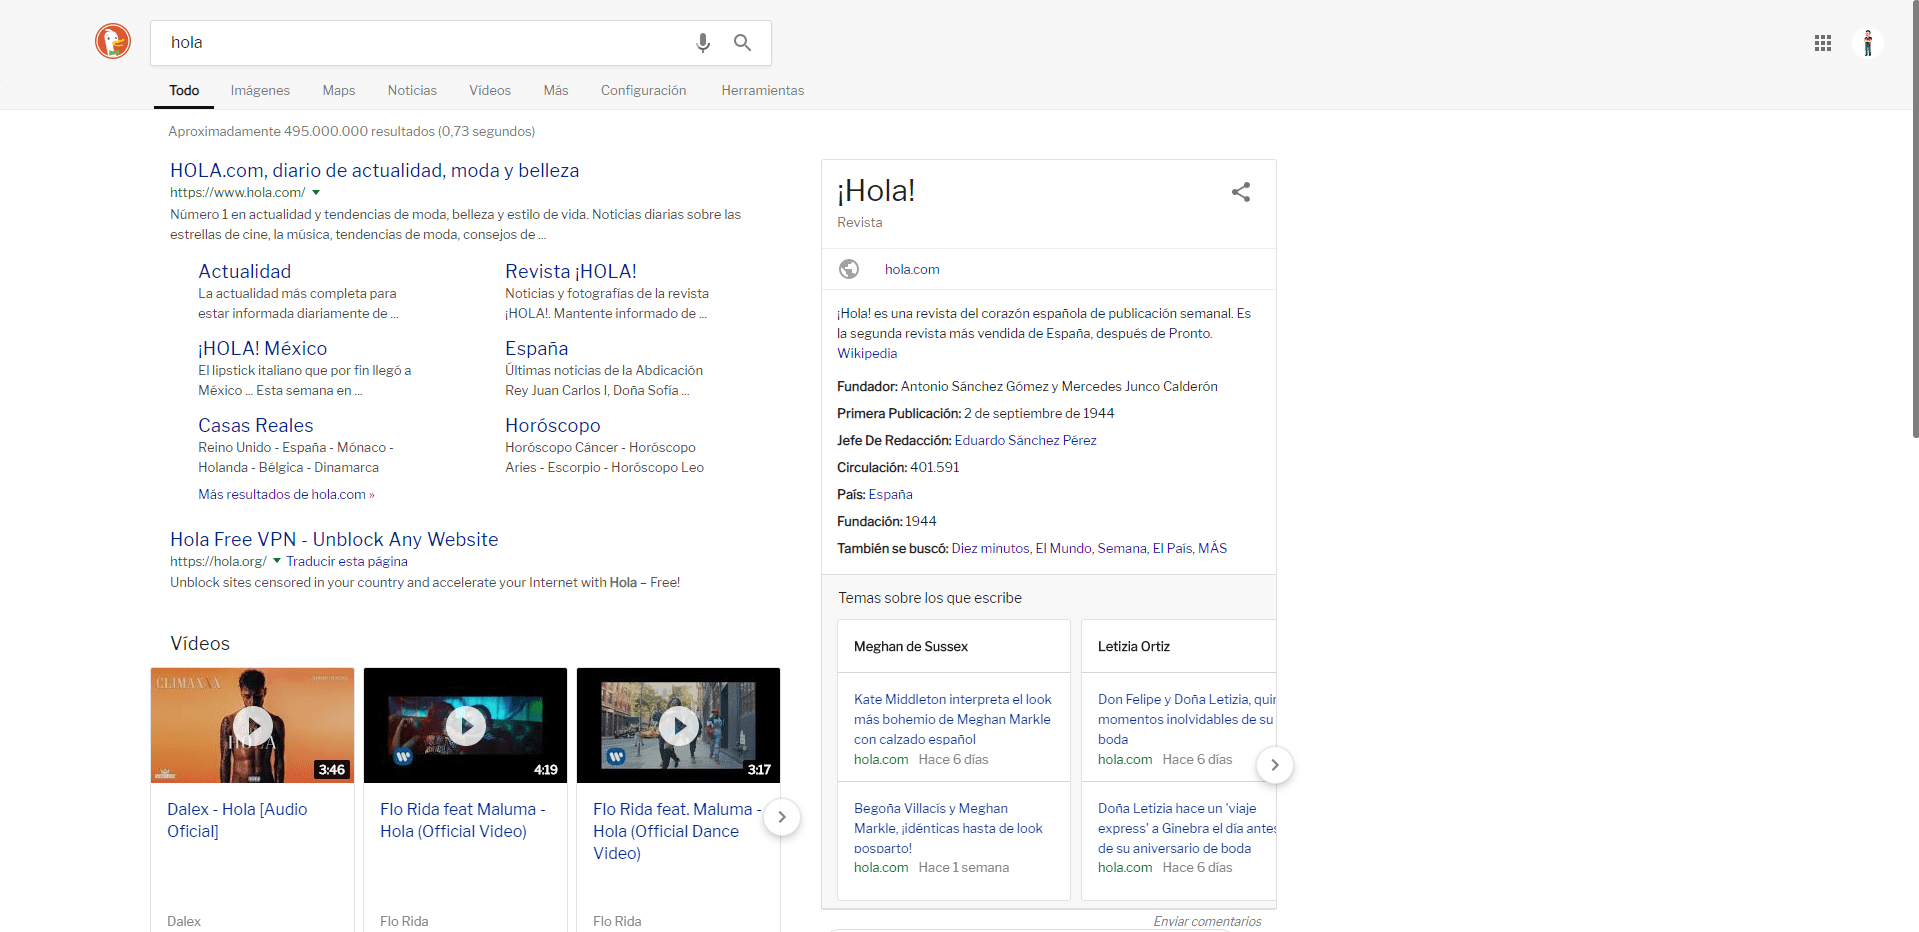 hola
Todo Imágenes Maps Noticias Vídeos Más Configuración Herramientas
Aproximadamente 495.000.000 resultados (0,73 segundos)
HOLA.com, diario de actualidad, moda y belleza
https://www.hola.com/
Número 1 en actualidad y tendencias de moda, belleza y estilo de vida. Noticias diarias sobre las
estrellas de cine, la música, tendencias de moda, consejos de ...
Actualidad
La actualidad más completa para
estar informada diariamente de ...
Revista ¡HOLA!
Noticias y fotografías de la revista
¡HOLA!. Mantente informado de ...
¡HOLA! México
El lipstick italiano que por fin llegó a
México ... Esta semana en ...
España
Últimas noticias de la Abdicación
Rey Juan Carlos I, Doña Sofía ...
Casas Reales
Reino Unido - España - Mónaco -
Holanda - Bélgica - Dinamarca
Horóscopo
Horóscopo Cáncer - Horóscopo
Aries - Escorpio - Horóscopo Leo
Más resultados de hola.com »
Hola Free VPN - Unblock Any Website
https://hola.org/ Traducir esta página
Unblock sites censored in your country and accelerate your Internet with Hola – Free!
Vídeos
CLIMAXXX
HOLA
3:46
4:19
3:17
Dalex - Hola [Audio
Oficial]
Dalex
Flo Rida feat Maluma -
Hola (Official Video)
Flo Rida
Flo Rida feat. Maluma -
Hola (Official Dance
Video)
Flo Rida
¡Hola!
Revista
hola.com
¡Hola! es una revista del corazón española de publicación semanal. Es
la segunda revista más vendida de España, después de Pronto.
Wikipedia
Fundador: Antonio Sánchez Gómez y Mercedes Junco Calderón
Primera Publicación: 2 de septiembre de 1944
Jefe De Redacción: Eduardo Sánchez Pérez
Circulación: 401.591
País: España
Fundación: 1944
También se buscó: Diez minutos, El Mundo, Semana, El País, MÁS
Temas sobre los que escribe
Meghan de Sussex
Kate Middleton interpreta el look
más bohemio de Meghan Markle
con calzado español
hola.com Hace 6 días
Begoña Villacís y Meghan
Markle, ¡idénticas hasta de look
posparto!
hola.com Hace 1 semana
Letizia Ortiz
Don Felipe y Doña Letizia, quin
momentos inolvidables de su
boda
hola.com Hace 6 días
Doña Letizia hace un 'viaje
express' a Ginebra el día antes
de su aniversario de boda
hola.com Hace 6 días
Enviar comentarios